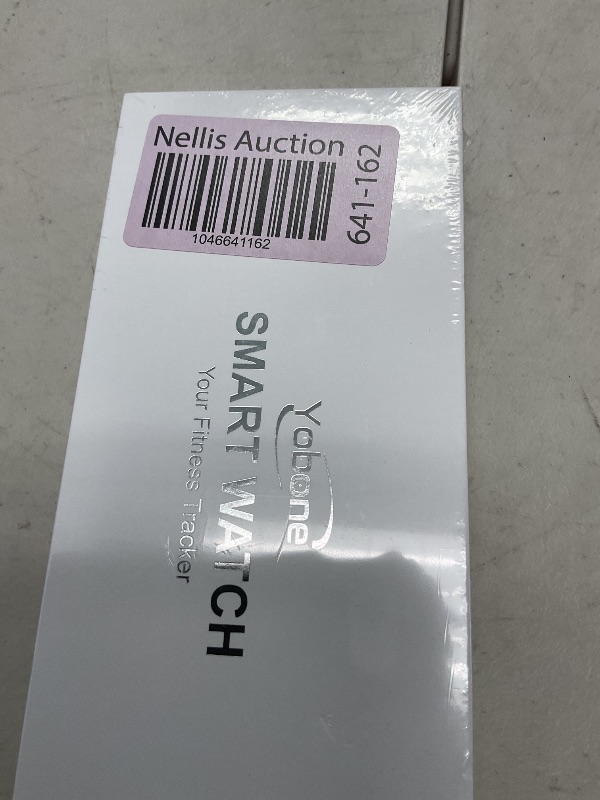 Nellis Auction
641-162
1046641162
Yobone
SMART WATCH
Your Fitness Tracker